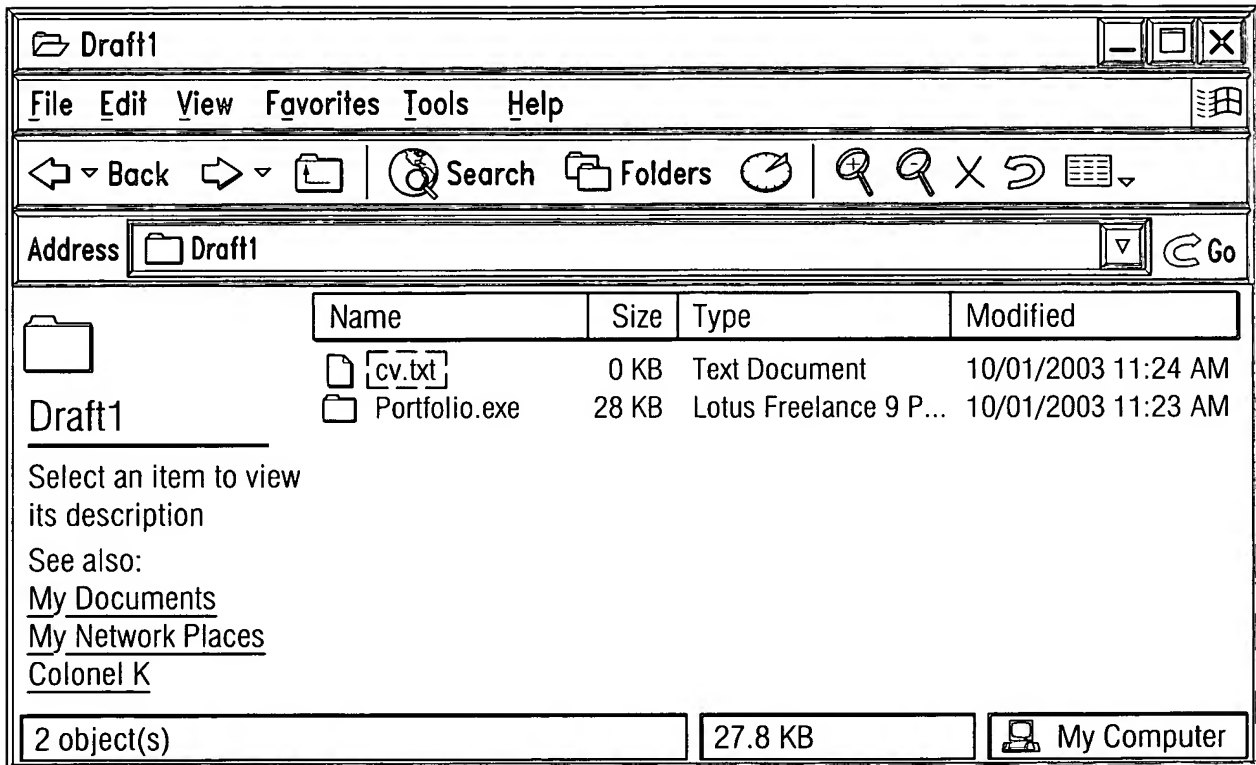 Draft1
File Edit View Favorites Tools Help
Back Search Folders
Address Draft1 Go
Name Size Type Modified
cv.txt 0 KB Text Document 10/01/2003 11:24 AM
Portfolio.exe 28 KB Lotus Freelance 9 P... 10/01/2003 11:23 AM
Draft1
Select an item to view
its description
See also:
My Documents
My Network Places
Colonel K
2 object(s) 27.8 KB My Computer